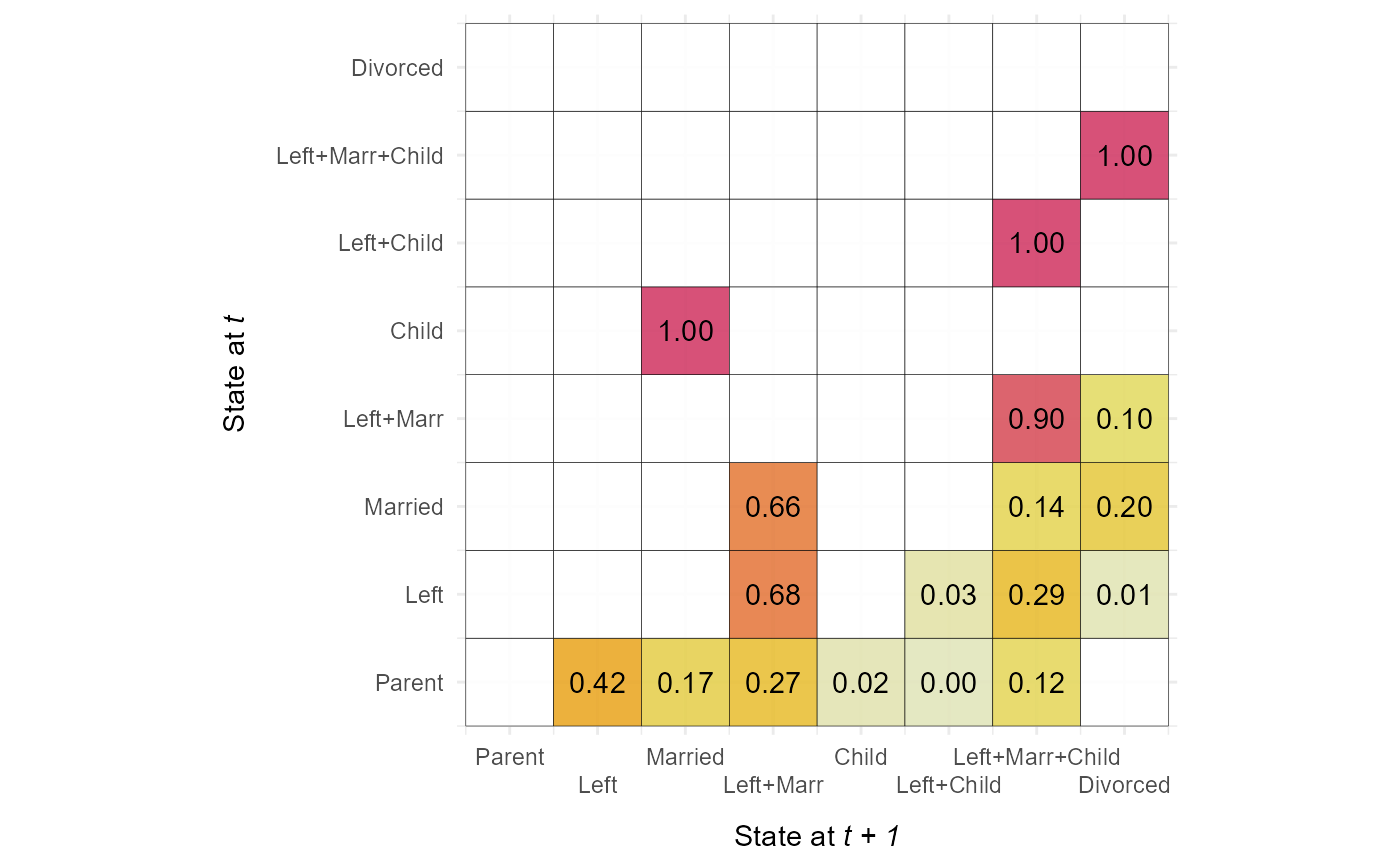 Divorced
Left+Marr+Child 1.00
Left+Child 1.00
Child 1.00
Left+Marr 0.90 0.10
Married 0.66 0.14 0.20
Left 0.68 0.03 0.29 0.01
Parent 0.42 0.17 0.27 0.02 0.00 0.12
State at t
Parent Married Child Left+Marr+Child
Left Left+Marr Left+Child Divorced
State at t + 1